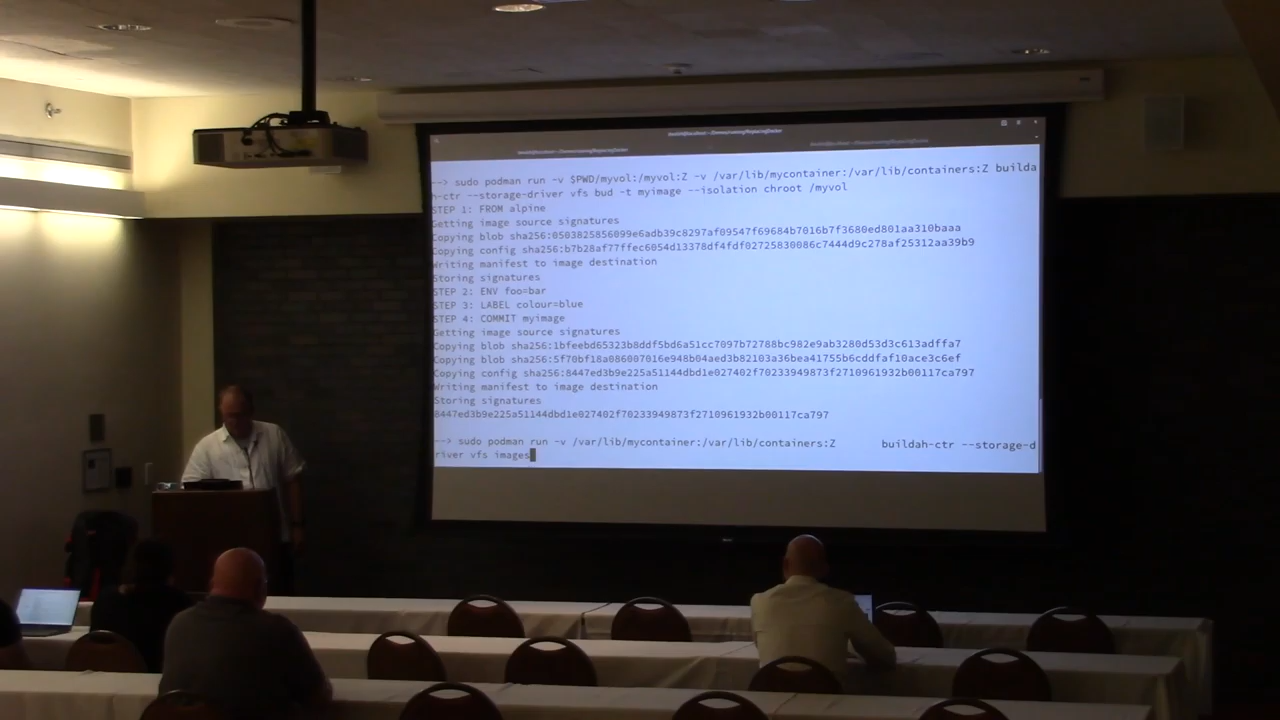 --> sudo podman run -v $PWD/myvol:/myvol:Z -v /var/lib/mycontainer:/var/lib/containers:Z builda
h-ctr --storage-driver vfs bud -t myimage --isolation chroot /myvol
STEP 1: FROM alpine
Getting image source signatures
Copying blob sha256:0503825856099e6adb39c8297af09547f69684b7016b7f3680ed801aa310baaa
Copying config sha256:b7b28af77ffec6054d13378df4fdf02725830086c7444d9c278af25312aa39b9
Writing manifest to image destination
Storing signatures
STEP 2: ENV foo=bar
STEP 3: LABEL colour=blue
STEP 4: COMMIT myimage
Getting image source signatures
Copying blob sha256:1bfeebd65323b8ddf5bd6a51cc7097b72788bc982e9ab3280d53d3c613adffa7
Copying blob sha256:5f70bf18a086007016e948b04aed3b82103a36bea41755b6cddfaf10ace3c6ef
Copying config sha256:8447ed3b9e225a51144dbd1e027402f70233949873f2710961932b00117ca797
Writing manifest to image destination
Storing signatures
8447ed3b9e225a51144dbd1e027402f70233949873f2710961932b00117ca797
--> sudo podman run -v /var/lib/mycontainer:/var/lib/containers:Z buildah-ctr --storage-d
river vfs images